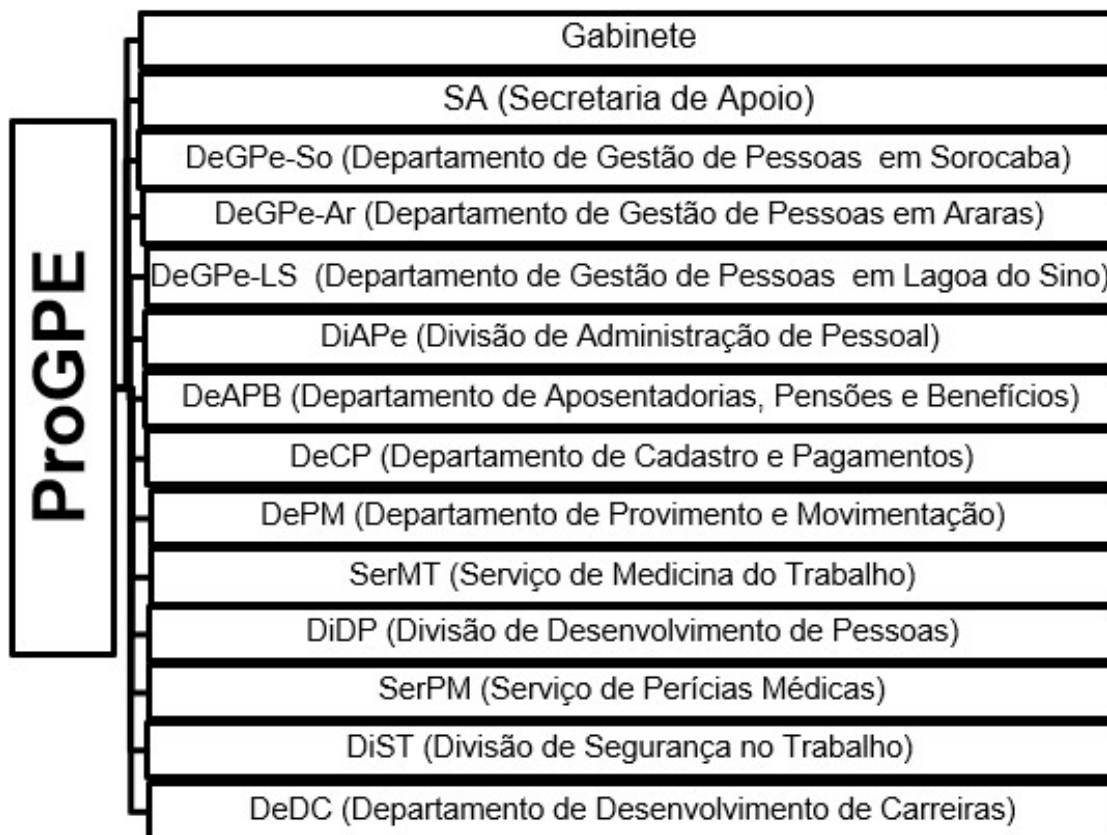 ProGPE
Gabinete
SA (Secretaria de Apoio)
DeGPe-So (Departamento de Gestão de Pessoas em Sorocaba)
DeGPe-Ar (Departamento de Gestão de Pessoas em Araras)
DeGPe-LS (Departamento de Gestão de Pessoas em Lagoa do Sino)
DiAPe (Divisão de Administração de Pessoal)
DeAPB (Departamento de Aposentadorias, Pensões e Benefícios)
DeCP (Departamento de Cadastro e Pagamentos)
DePM (Departamento de Provimento e Movimentação)
SerMT (Serviço de Medicina do Trabalho)
DiDP (Divisão de Desenvolvimento de Pessoas)
SerPM (Serviço de Perícias Médicas)
DiST (Divisão de Segurança no Trabalho)
DeDC (Departamento de Desenvolvimento de Carreiras)